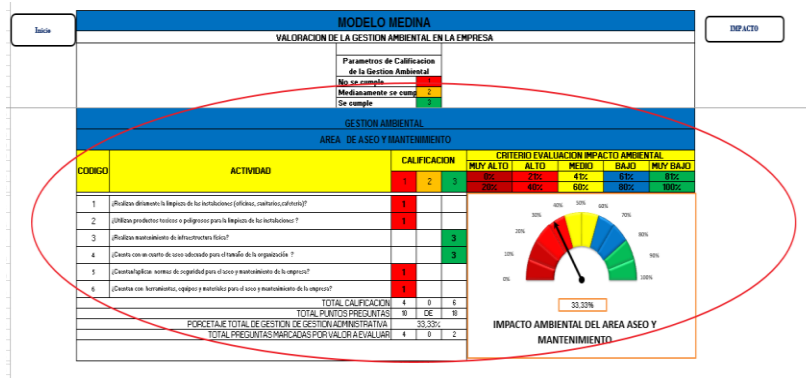 MODELO MEDINA
Inicio
IMPACTO
VALORACION DE LA GESTION AMBIENTAL EN LA EMPRESA
Parametros de Calificacion
de la Gestion Ambiental
No se cumple 1
Medianamente se cump 2
Se cumple 3
GESTION AMBIENTAL
AREA DE ASEO Y MANTENIMIENTO
CODIGO ACTIVIDAD CALIFICACION CRITERIO EVALUACION IMPACTO AMBIENTAL
MUY ALTO ALTO MEDIO BAJO MUY BAJO
1 2 3 0% 21% 41% 61% 81%
20% 40% 60% 80% 100%
1 ¿Realizan diriamente la limpieza de las instalaciones (oficinas, sanitarios, cafeteria)? 1
2 ¿Utilizan productos toxicos o peligrosos para la limpieza de las instalaciones ? 1
3 ¿Realizan mantenimiento de infraestructura fisica? 3
4 ¿Cuenta con un cuarto de aseo adecuado para el tamaño de la organización ? 3
5 ¿Cuentan/aplican normas de seguridad para el aseo y mantenimiento de la empresa? 1
6 ¿Cuentan con herramientas, equipos y materiales para el aseo y mantenimiento de la empresa? 1
0% 10% 20% 30% 40% 50% 60% 70% 80% 90% 100%
33,33%
IMPACTO AMBIENTAL DEL AREA ASEO Y
MANTENIMIENTO
TOTAL CALIFICACION 4 0 6
TOTAL PUNTOS PREGUNTAS 10 DE 18
PORCETAJE TOTAL DE GESTION DE GESTION ADMINISTRATIVA 33,33%
TOTAL PREGUNTAS MARCADAS POR VALOR A EVALUAR 4 0 2